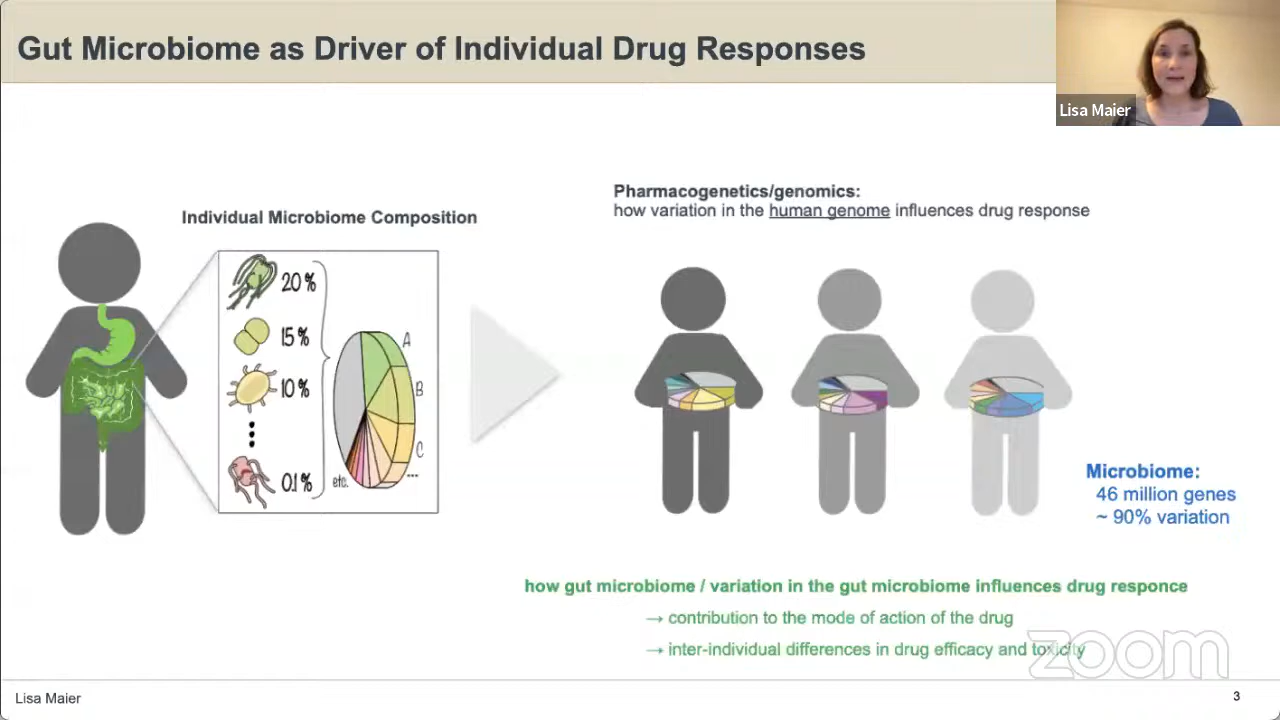 Gut Microbiome as Driver of Individual Drug Responses
Lisa Maier
Individual Microbiome Composition
20%
15%
10%
0.1%
A
B
C
...
etc.
Pharmacogenetics/genomics:
how variation in the human genome influences drug response
Microbiome:
46 million genes
~ 90% variation
how gut microbiome / variation in the gut microbiome influences drug responce
→ contribution to the mode of action of the drug
→ inter-individual differences in drug efficacy and toxicity
zoom
Lisa Maier
3